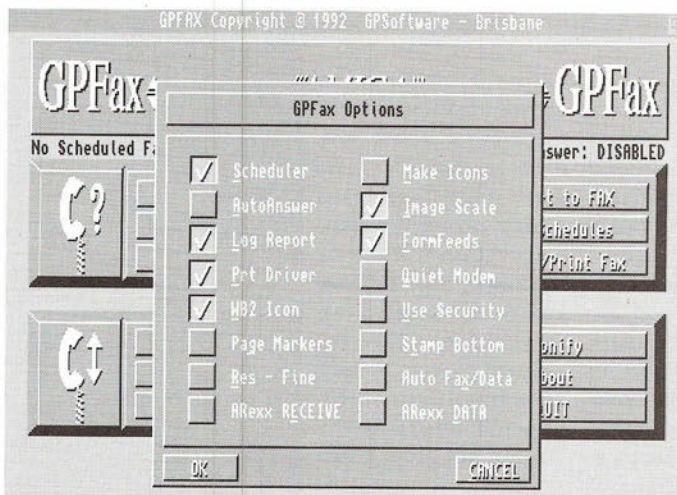 GPFAX Copyright © 1992 GPSoftware - Brisbane
GPFax
GPFax
GPFax Options
No Scheduled Fa
swer: DISABLED
Scheduler
Make Icons
AutoAnswer
Image Scale
Log Report
FormFeeds
Prt Driver
Quiet Modem
WB2 Icon
Use Security
Page Markers
Stamp Bottom
Res - Fine
Auto Fax/Data
ARexx RECEIVE
ARexx DATA
t to FAX
chedules
/Print Fax
onify
bout
UIT
OK
CANCEL